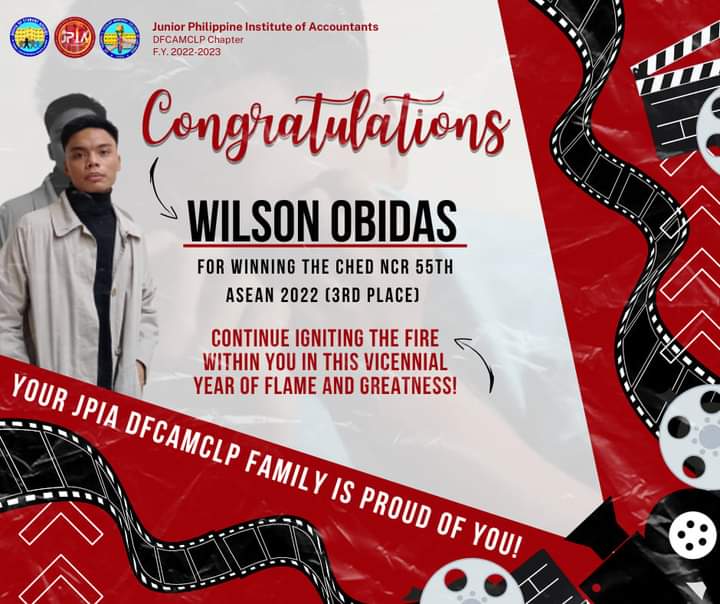 JPIA
Junior Philippine Institute of Accountants
DFCAMCLP Chapter
F.Y. 2022-2023
Congratulations
WILSON OBIDAS
FOR WINNING THE CHED NCR 55TH
ASEAN 2022 (3RD PLACE)
CONTINUE IGNITING THE FIRE
WITHIN YOU IN THIS VICENNIAL
YEAR OF FLAME AND GREATNESS!
YOUR JPIA DFCAMCLP FAMILY IS PROUD OF YOU!